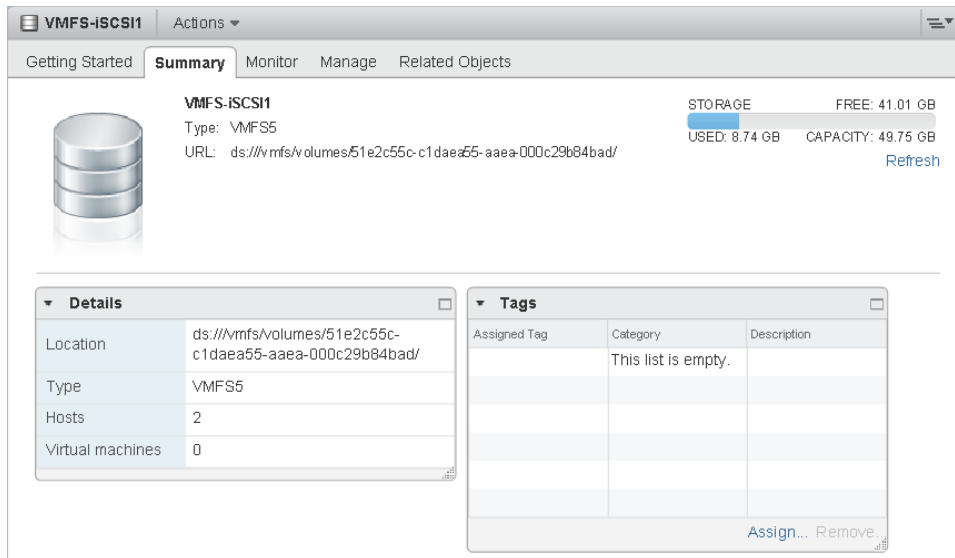 VMFS-iSCSI1 Actions
Getting Started Summary Monitor Manage Related Objects
VMFS-iSCSI1
Type: VMFS5
URL: ds:///vmfs/volumes/51e2c55c-c1daea55-aaea-000c29b84bad/
STORAGE FREE: 41.01 GB
USED: 8.74 GB CAPACITY: 49.75 GB
Refresh
Details
Location ds:///vmfs/volumes/51e2c55c-
c1daea55-aaea-000c29b84bad/
Type VMFS5
Hosts 2
Virtual machines 0
Tags
Assigned Tag Category Description
This list is empty.
Assign... Remove...